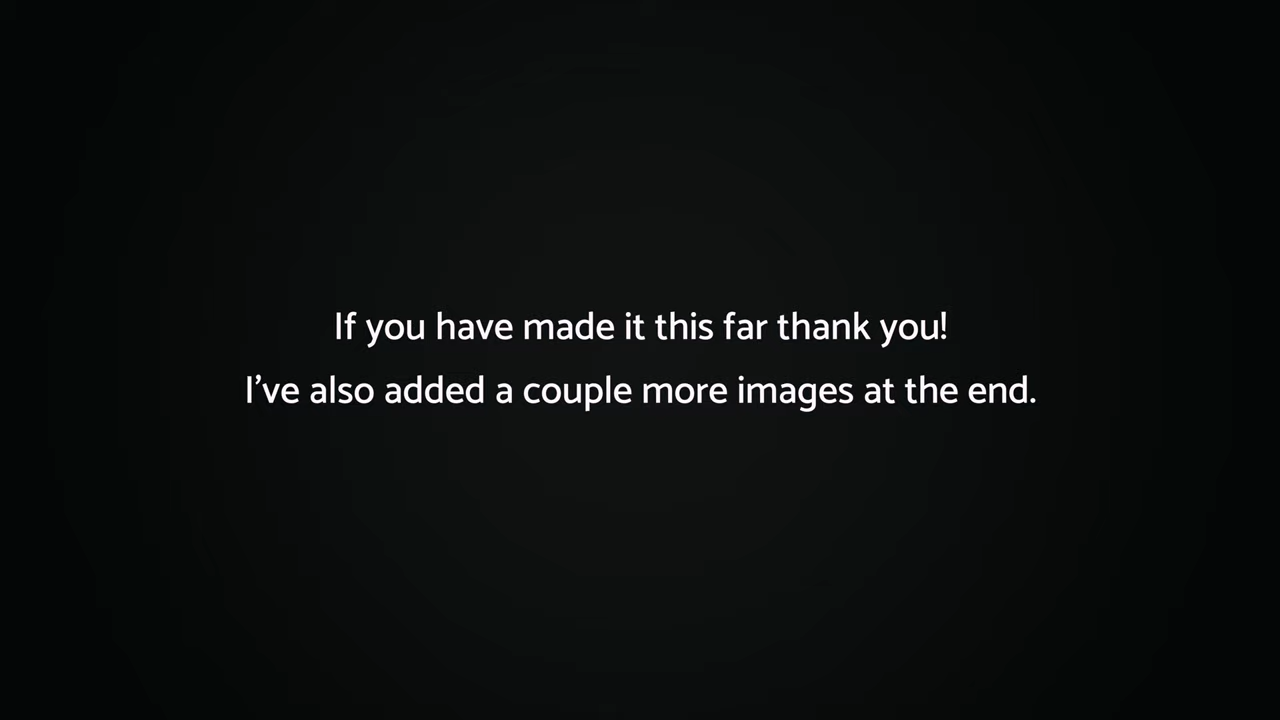 If you have made it this far thank you!
I’ve also added a couple more images at the end.